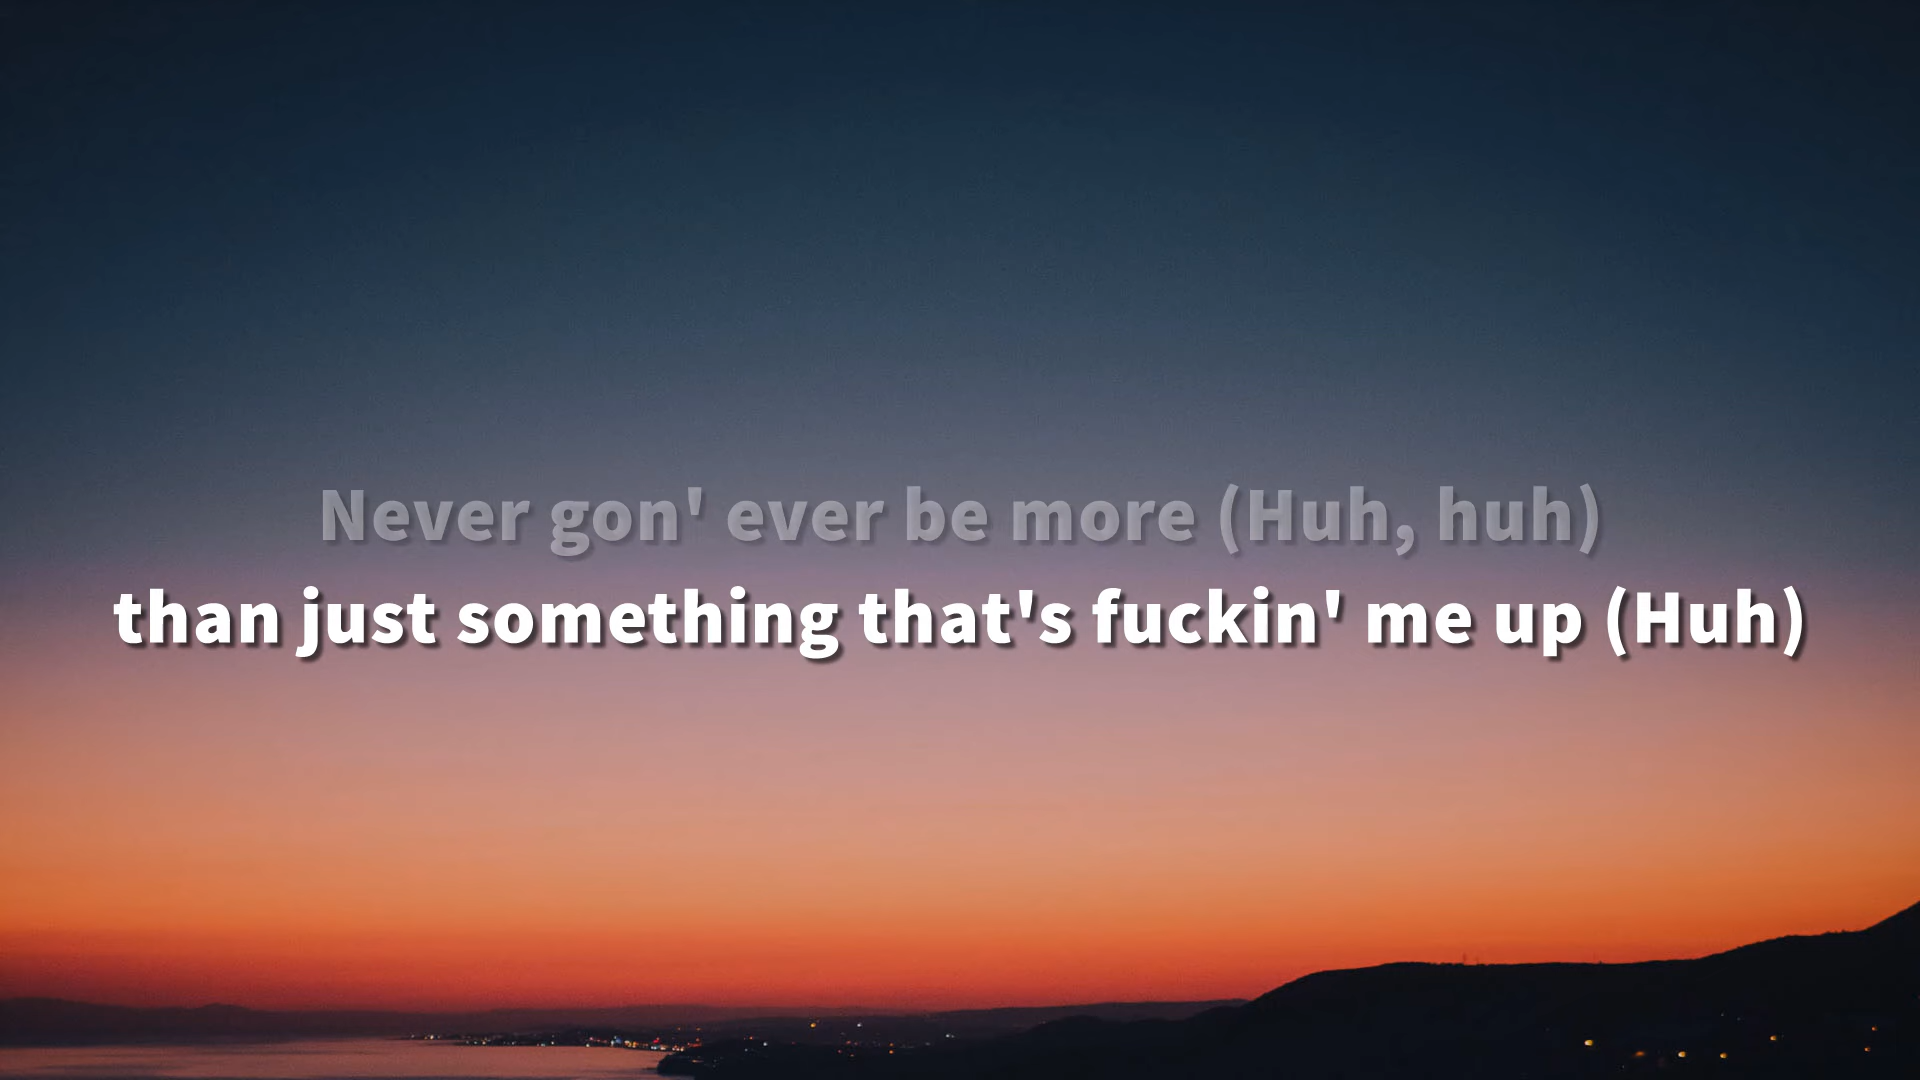 Never gon' ever be more (Huh, huh)
than just something that's fuckin' me up (Huh)